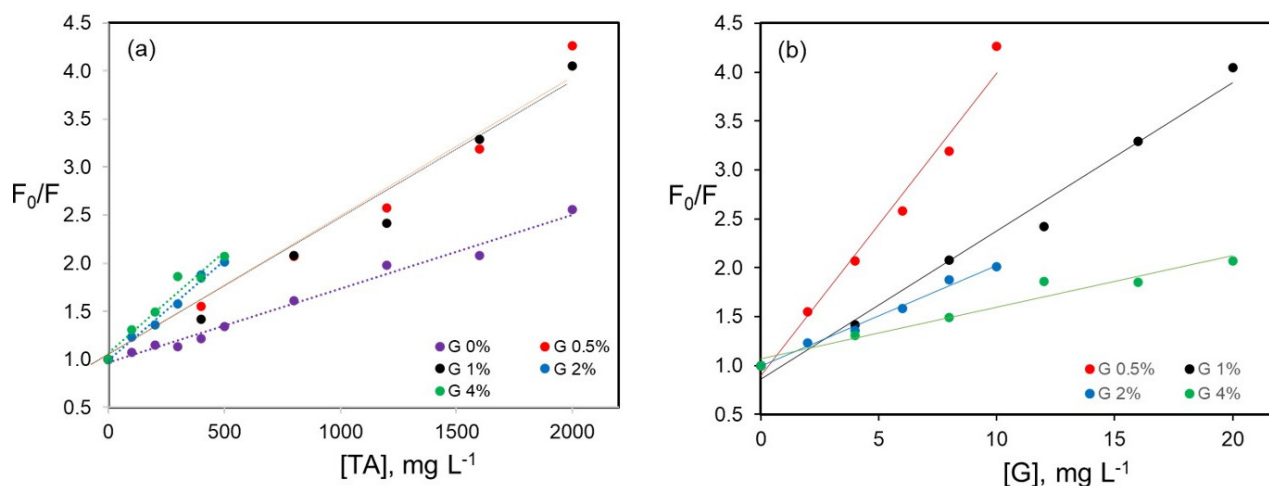 (a)
4.5
4.0
3.5
3.0
2.5
2.0
1.5
1.0
0.5
F₀/F
0 500 1000 1500 2000
[TA], mg L⁻¹
G 0% G 0.5%
G 1% G 2%
G 4%
(b)
4.5
4.0
3.5
3.0
2.5
2.0
1.5
1.0
0.5
F₀/F
0 5 10 15 20
[G], mg L⁻¹
G 0.5% G 1%
G 2% G 4%